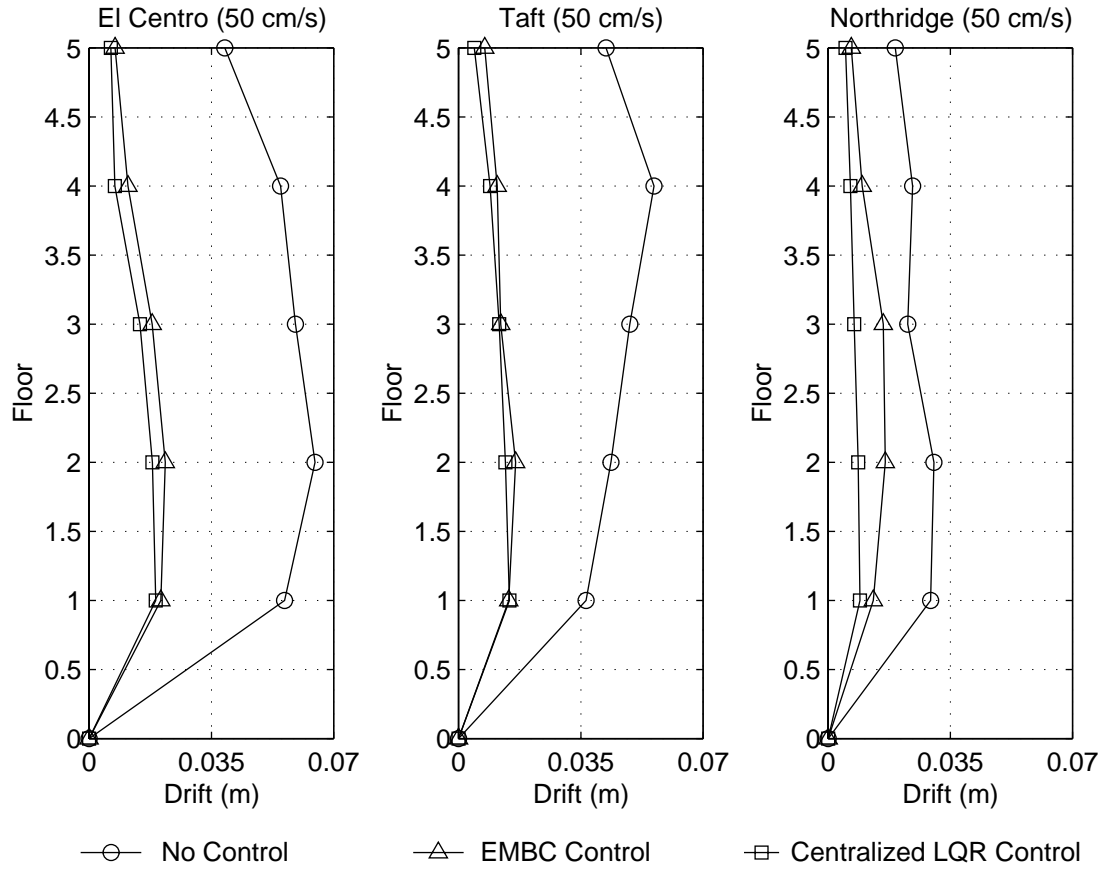 El Centro (50 cm/s)
5
4.5
4
3.5
3
2.5
2
1.5
1
0.5
0
Floor
0 0.035 0.07
Drift (m)
Taft (50 cm/s)
5
4.5
4
3.5
3
2.5
2
1.5
1
0.5
0
Floor
0 0.035 0.07
Drift (m)
Northridge (50 cm/s)
5
4.5
4
3.5
3
2.5
2
1.5
1
0.5
0
Floor
0 0.035 0.07
Drift (m)
No Control EMBC Control Centralized LQR Control